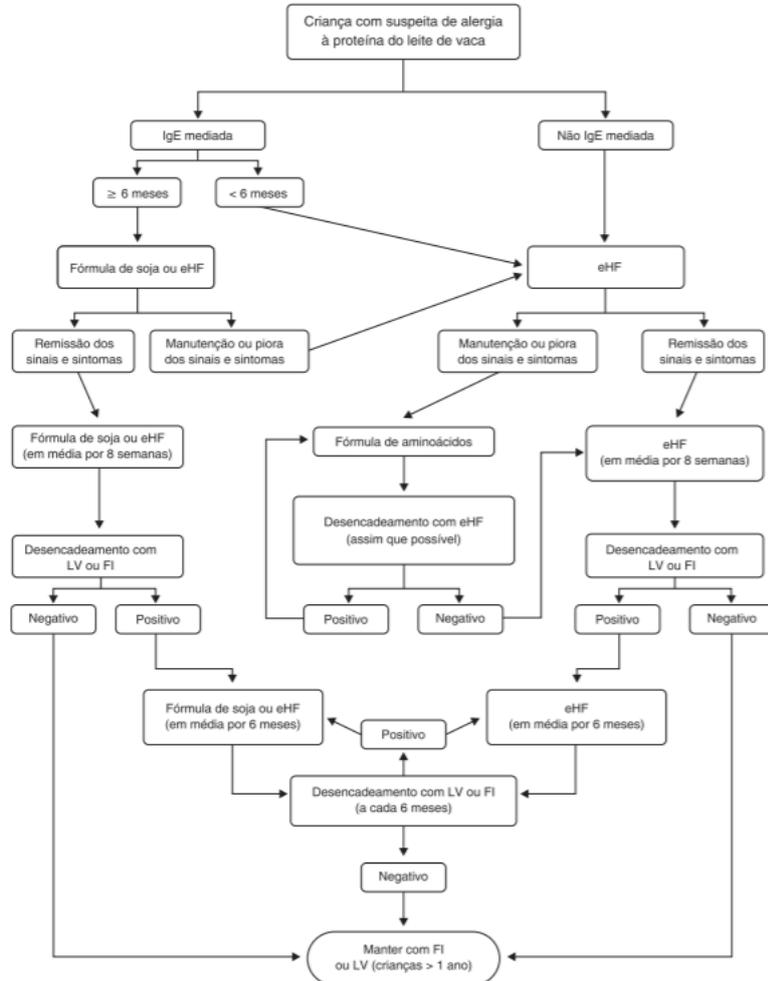 Criança com suspeita de alergia
à proteína do leite de vaca
IgE mediada
Não IgE mediada
≥ 6 meses
< 6 meses
Fórmula de soja ou eHF
eHF
Remissão dos
sinais e sintomas
Manutenção ou piora
dos sinais e sintomas
Manutenção ou piora
dos sinais e sintomas
Remissão dos
sinais e sintomas
Fórmula de soja ou eHF
(em média por 8 semanas)
Fórmula de aminoácidos
eHF
(em média por 8 semanas)
Desencadeamento com eHF
(assim que possível)
Desencadeamento com
LV ou FI
Desencadeamento com
LV ou FI
Negativo
Positivo
Positivo
Negativo
Positivo
Negativo
Fórmula de soja ou eHF
(em média por 6 meses)
eHF
(em média por 6 meses)
Positivo
Desencadeamento com LV ou FI
(a cada 6 meses)
Negativo
Manter com FI
ou LV (crianças > 1 ano)